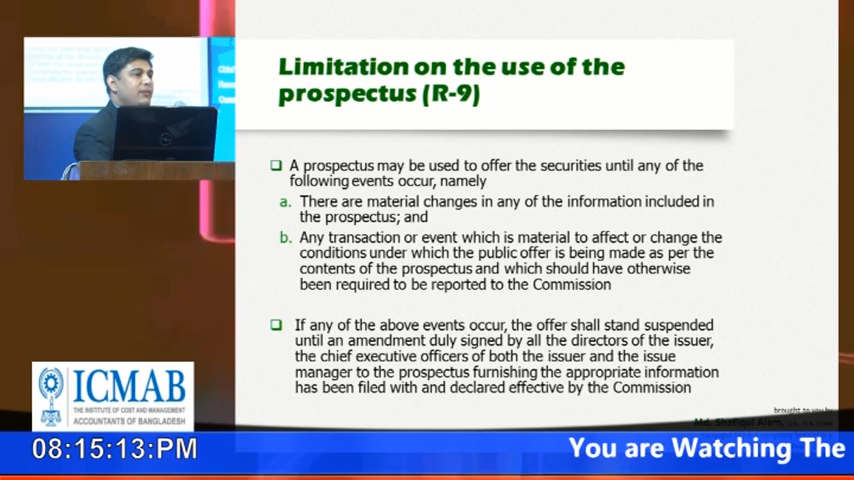 Limitation on the use of the
prospectus (R-9)
A prospectus may be used to offer the securities until any of the
following events occur, namely
a. There are material changes in any of the information included in
the prospectus; and
b. Any transaction or event which is material to affect or change the
conditions under which the public offer is being made as per the
contents of the prospectus and which should have otherwise
been required to be reported to the Commission
If any of the above events occur, the offer shall stand suspended
until an amendment duly signed by all the directors of the issuer,
the chief executive officers of both the issuer and the issue
manager to the prospectus furnishing the appropriate information
has been filed with and declared effective by the Commission
brought to you by
Md. Shafiqul Alam,
ICMAB
THE INSTITUTE OF COST AND MANAGEMENT
ACCOUNTANTS OF BANGLADESH
08:15:13:PM
You are Watching The